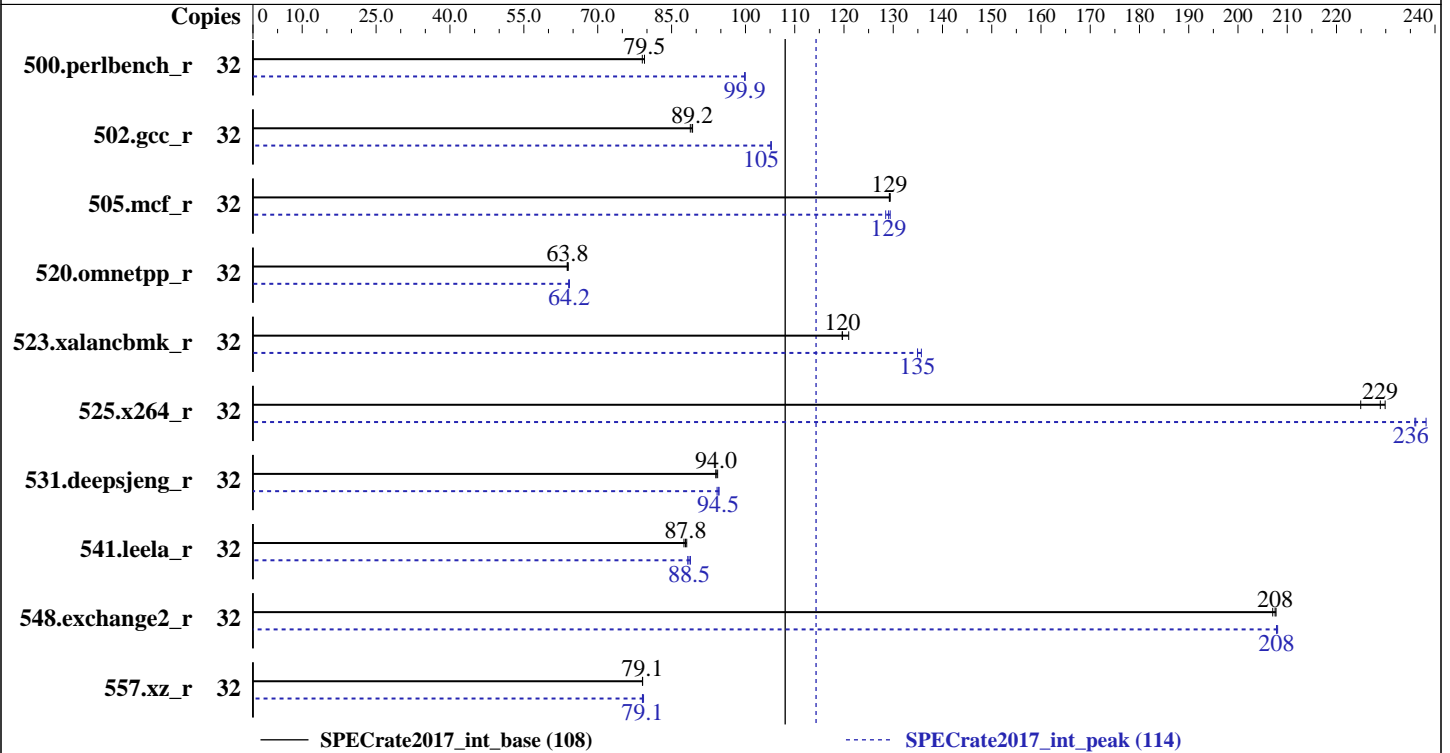 Copies 0 10.0 25.0 40.0 55.0 70.0 85.0 100 110 120 130 140 150 160 170 180 190 200 210 220 240
79.5
500.perlbench_r 32
99.9
89.2
502.gcc_r 32
105
129
505.mcf_r 32
129
63.8
520.omnetpp_r 32
64.2
120
523.xalancbmk_r 32
135
229
525.x264_r 32
236
94.0
531.deepsjeng_r 32
94.5
87.8
541.leela_r 32
88.5
208
548.exchange2_r 32
208
79.1
557.xz_r 32
79.1
SPECrate2017_int_base (108) SPECrate2017_int_peak (114)